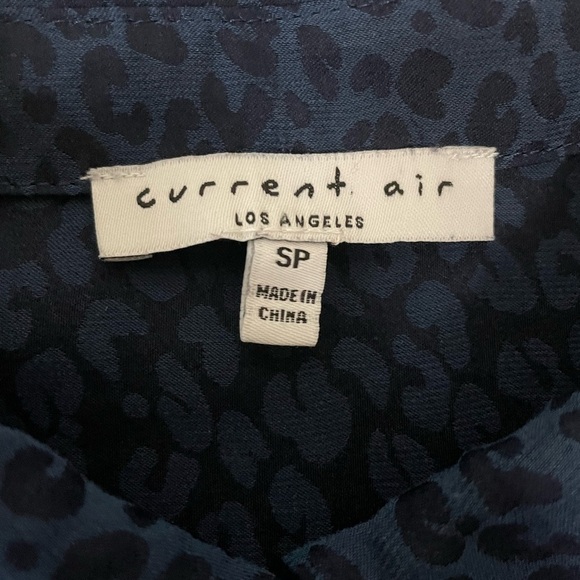 current air
LOS ANGELES
SP
MADE IN
CHINA